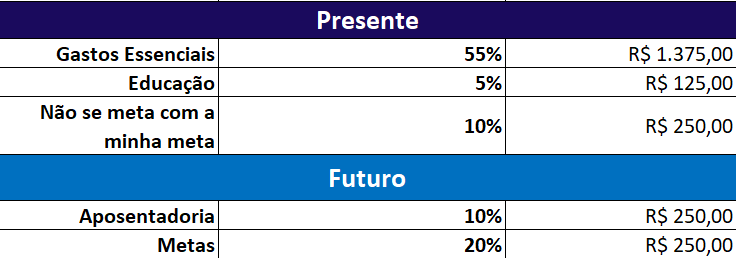 Presente
Gastos Essenciais 55% R$ 1.375,00
Educação 5% R$ 125,00
Não se meta com a
minha meta 10% R$ 250,00
Futuro
Aposentadoria 10% R$ 250,00
Metas 20% R$ 250,00